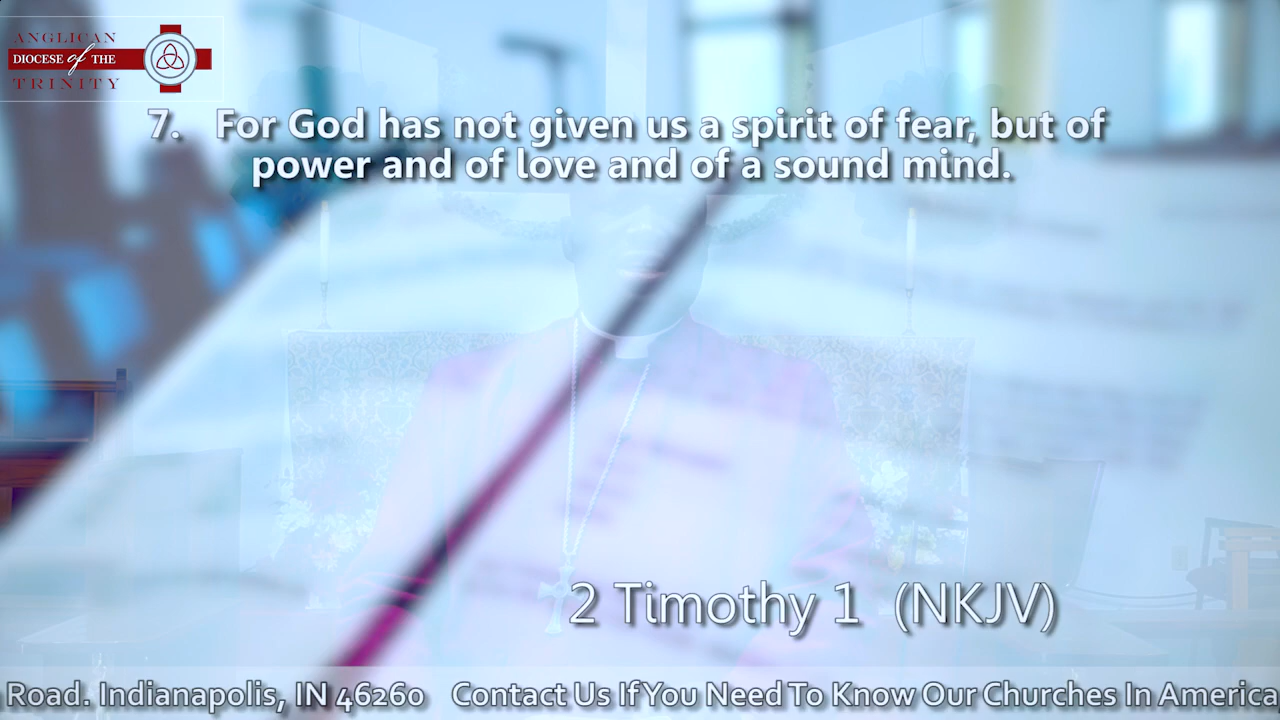 ANGLICAN
DIOCESE of THE
TRINITY
7. For God has not given us a spirit of fear, but of
power and of love and of a sound mind.
2 Timothy 1 (NKJV)
Road. Indianapolis, IN 46260 Contact Us If You Need To Know Our Churches In America